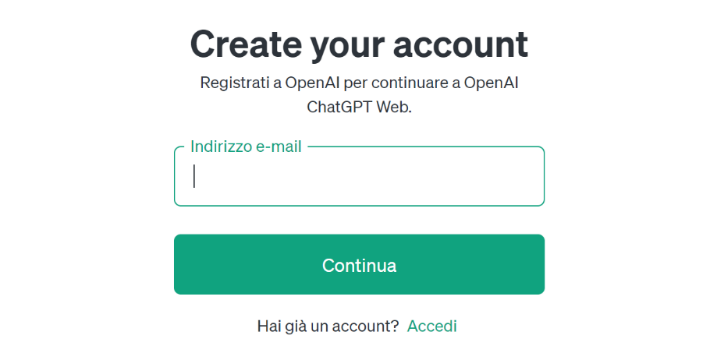 Create your account
Registrati a OpenAI per continuare a OpenAI
ChatGPT Web.
Indirizzo e-mail
Continua
Hai già un account? Accedi